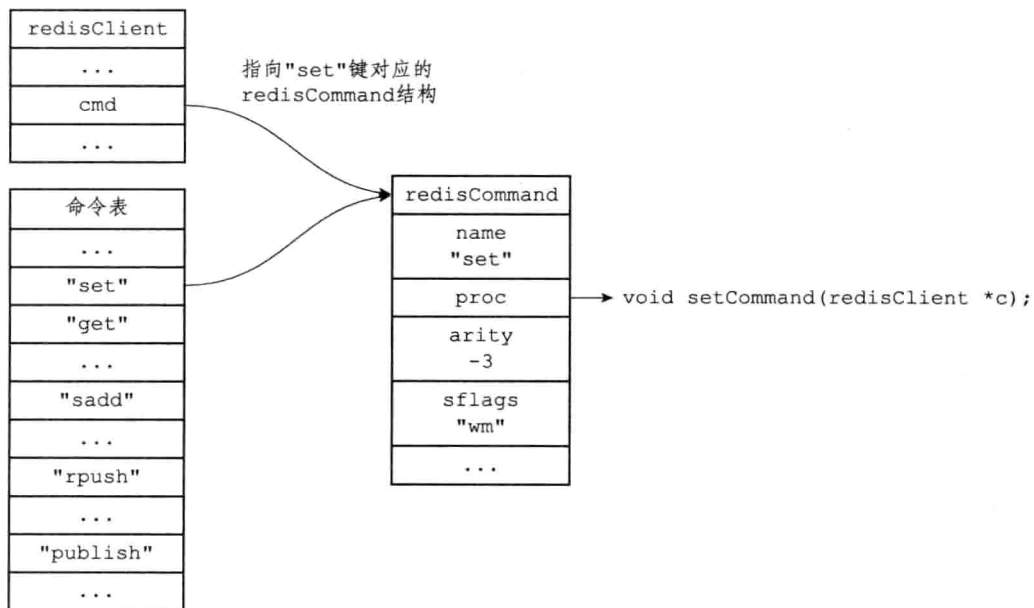 redisClient
...
cmd
...
指向"set"键对应的
redisCommand结构
命令表
...
"set"
"get"
...
"sadd"
...
"rpush"
...
"publish"
...
redisCommand
name
"set"
proc
arity
-3
sflags
"wm"
...
void setCommand(redisClient *c);